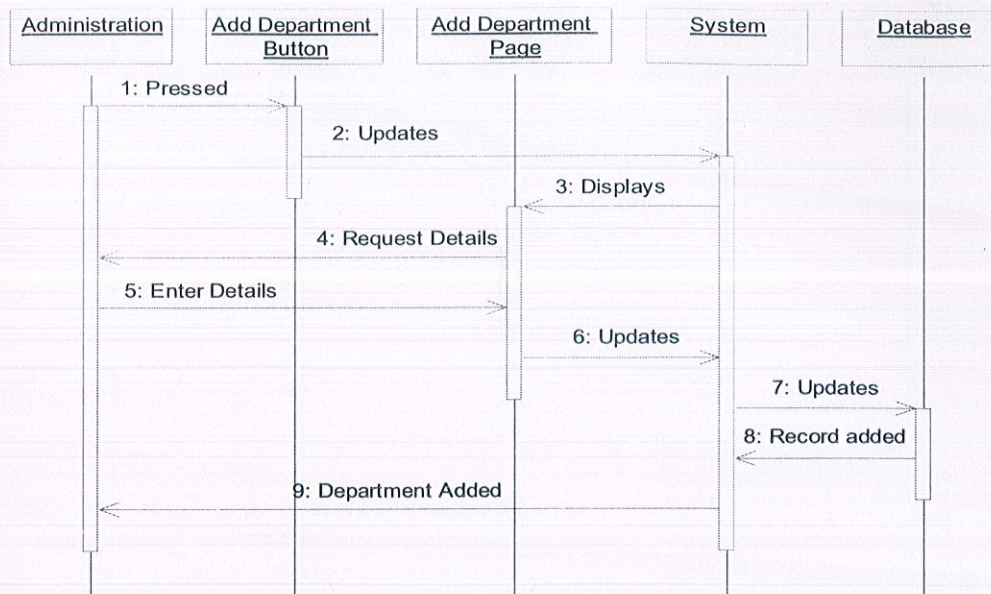 Administration
Add Department
Button
Add Department
Page
System
Database
1: Pressed
2: Updates
3: Displays
4: Request Details
5: Enter Details
6: Updates
7: Updates
8: Record added
9: Department Added